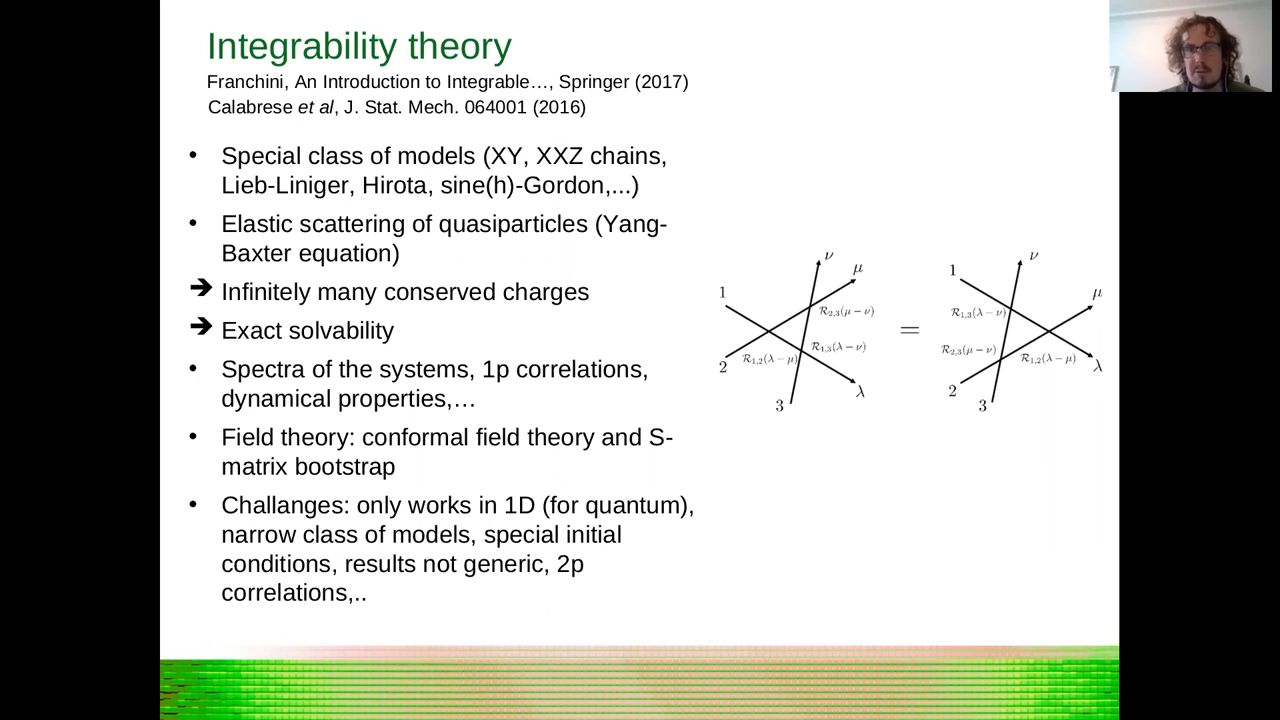 Integrability theory
Franchini, An Introduction to Integrable…, Springer (2017)
Calabrese et al, J. Stat. Mech. 064001 (2016)
• Special class of models (XY, XXZ chains,
Lieb-Liniger, Hirota, sine(h)-Gordon,...)
• Elastic scattering of quasiparticles (Yang-
Baxter equation)
➔ Infinitely many conserved charges
➔ Exact solvability
• Spectra of the systems, 1p correlations,
dynamical properties,…
• Field theory: conformal field theory and S-
matrix bootstrap
• Challanges: only works in 1D (for quantum),
narrow class of models, special initial
conditions, results not generic, 2p
correlations,..
ν
μ
1
R₂,₃(μ − ν)
R₁,₃(λ − ν)
R₁,₂(λ − μ)
2
λ
3
=
ν
1
μ
R₁,₃(λ − ν)
R₂,₃(μ − ν)
R₁,₂(λ − μ)
λ
2
3